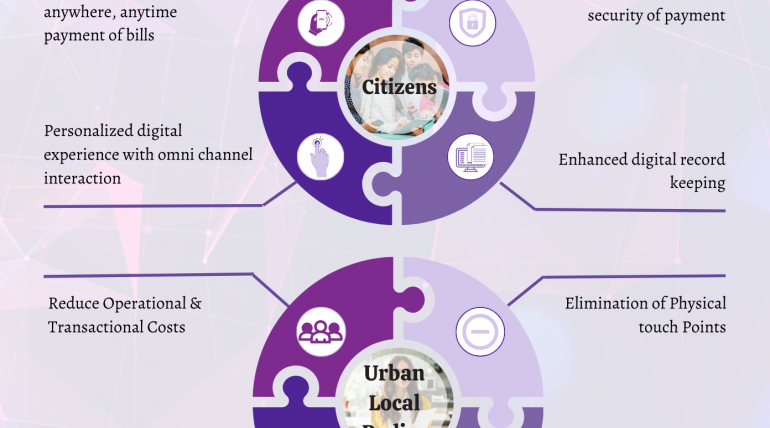 anywhere, anytime
payment of bills
security of payment
Citizens
Personalized digital
experience with omni channel
interaction
Enhanced digital record
keeping
Reduce Operational &
Transactional Costs
Elimination of Physical
touch Points
Urban
Local